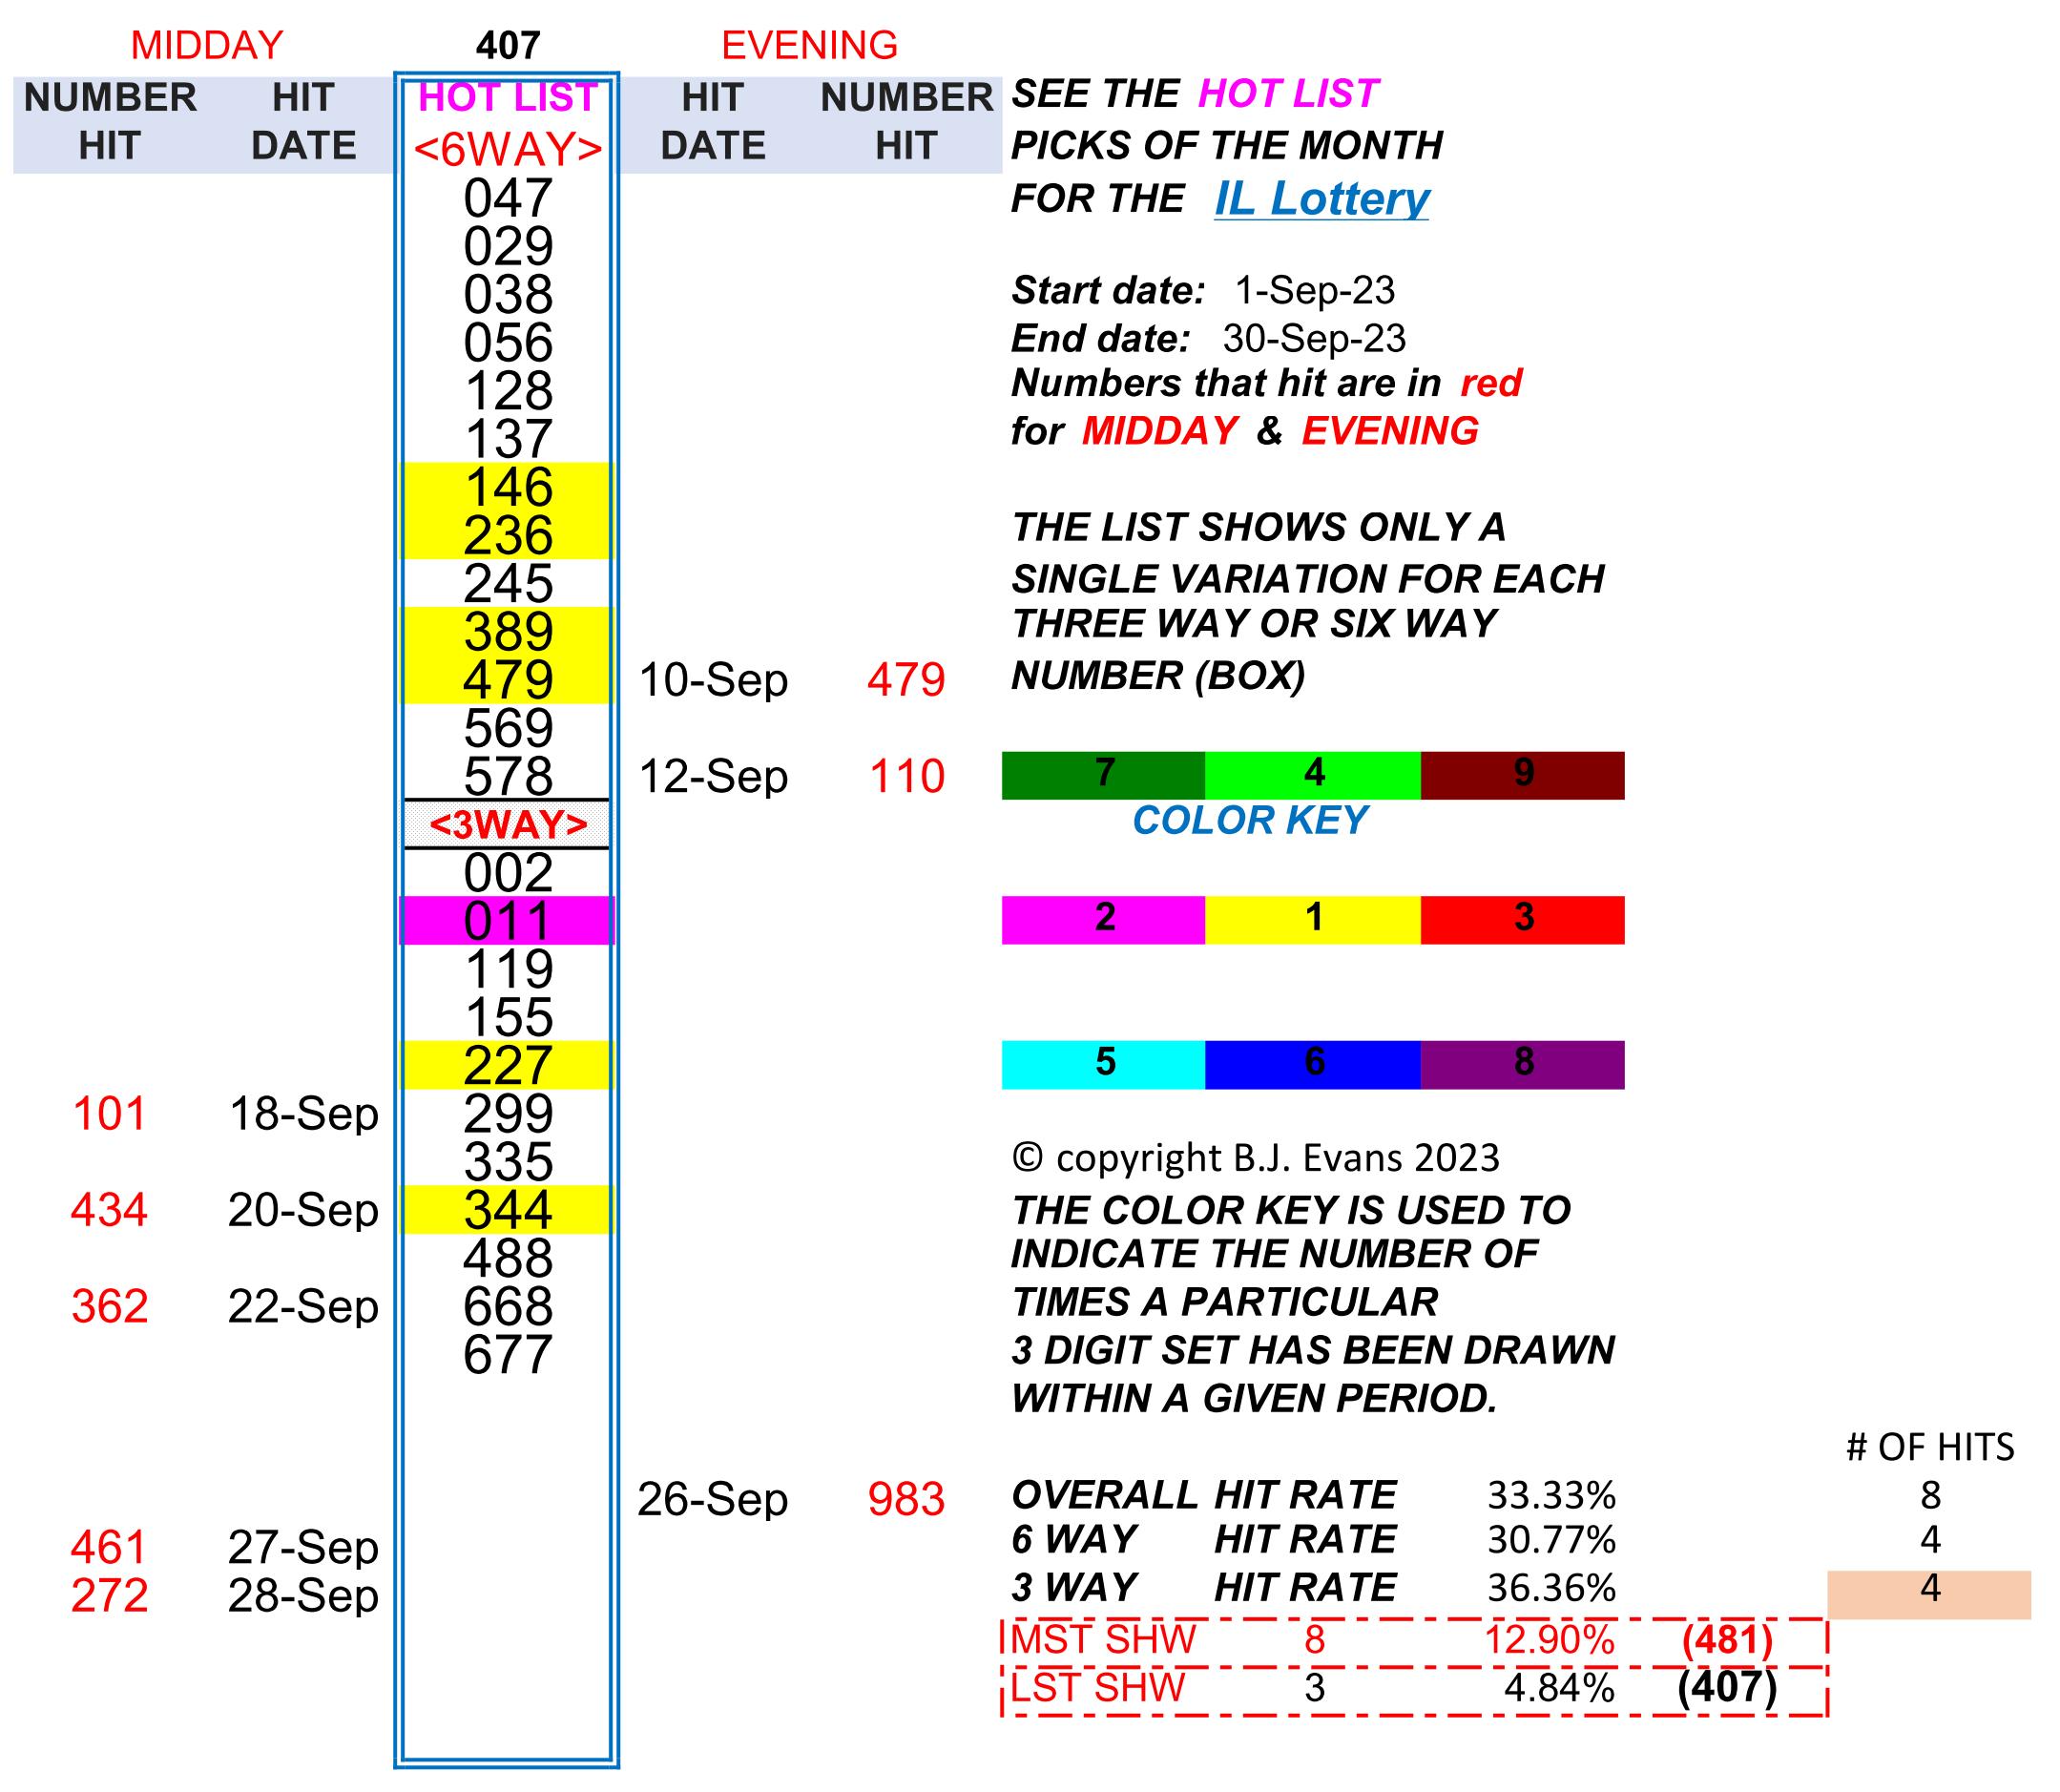 MIDDAY 407 EVENING
NUMBER HIT HOT LIST HIT NUMBER
HIT DATE <6WAY> DATE HIT
047
029
038
056
128
137
146
236
245
389
479 10-Sep 479
569
578 12-Sep 110
<3WAY>
002
011
119
155
227
101 18-Sep 299
335
434 20-Sep 344
488
362 22-Sep 668
677
26-Sep 983
461 27-Sep
272 28-Sep
SEE THE HOT LIST
PICKS OF THE MONTH
FOR THE IL Lottery
Start date: 1-Sep-23
End date: 30-Sep-23
Numbers that hit are in red
for MIDDAY & EVENING
THE LIST SHOWS ONLY A
SINGLE VARIATION FOR EACH
THREE WAY OR SIX WAY
NUMBER (BOX)
7 4 9
COLOR KEY
2 1 3
5 6 8
© copyright B.J. Evans 2023
THE COLOR KEY IS USED TO
INDICATE THE NUMBER OF
TIMES A PARTICULAR
3 DIGIT SET HAS BEEN DRAWN
WITHIN A GIVEN PERIOD.
# OF HITS
OVERALL HIT RATE 33.33% 8
6 WAY HIT RATE 30.77% 4
3 WAY HIT RATE 36.36% 4
MST SHW 8 12.90% (481)
LST SHW 3 4.84% (407)